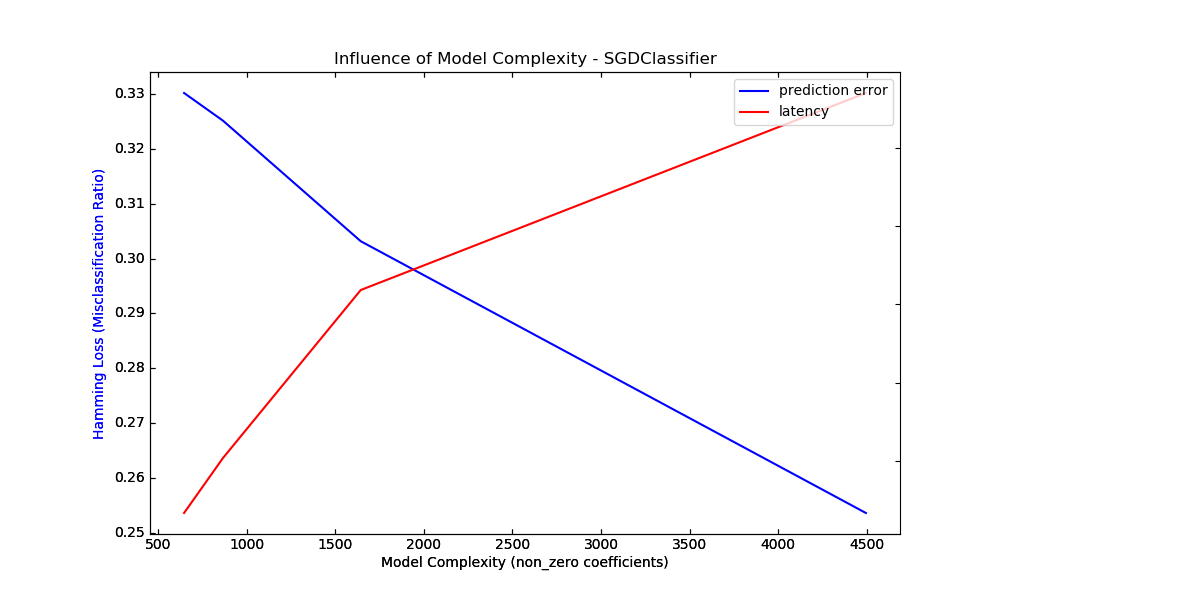 Influence of Model Complexity - SGDClassifier
prediction error
latency
Hamming Loss (Misclassification Ratio)
0.33
0.32
0.31
0.30
0.29
0.28
0.27
0.26
0.25
500 1000 1500 2000 2500 3000 3500 4000 4500
Model Complexity (non_zero coefficients)